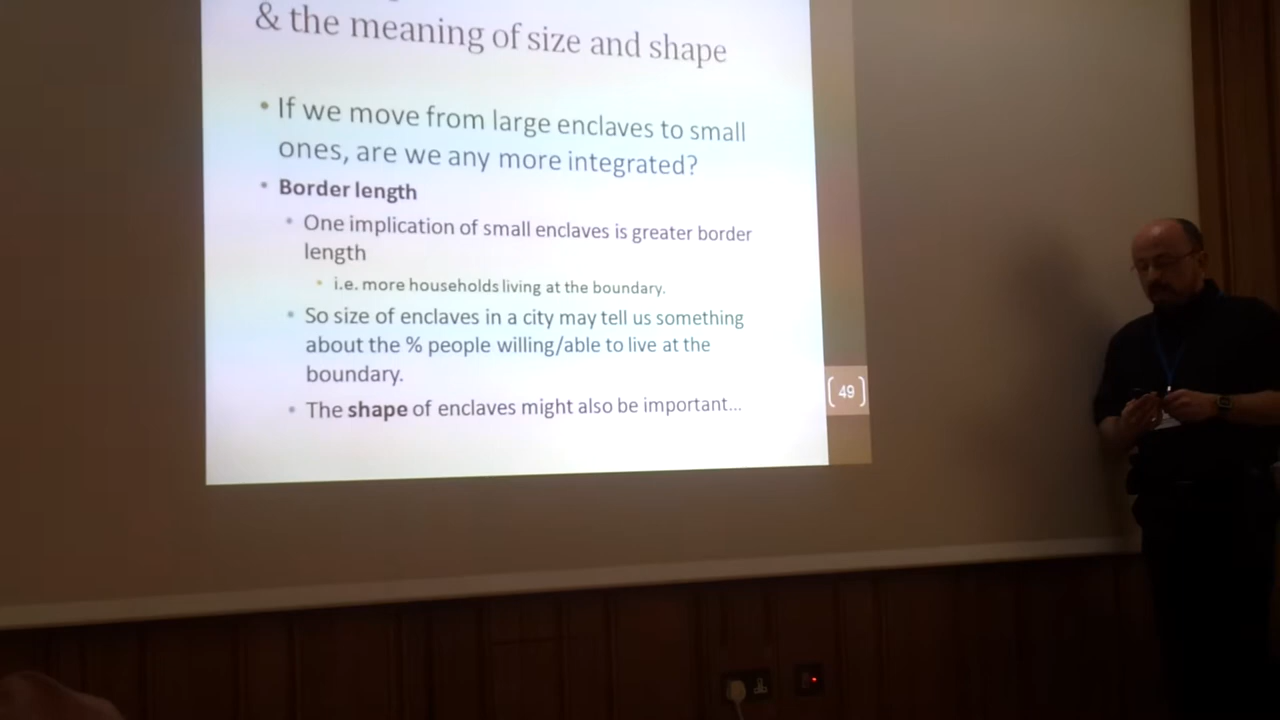 & the meaning of size and shape
• If we move from large enclaves to small
ones, are we any more integrated?
• Border length
• One implication of small enclaves is greater border
length
• i.e. more households living at the boundary.
• So size of enclaves in a city may tell us something
about the % people willing/able to live at the
boundary.
• The shape of enclaves might also be important...
49